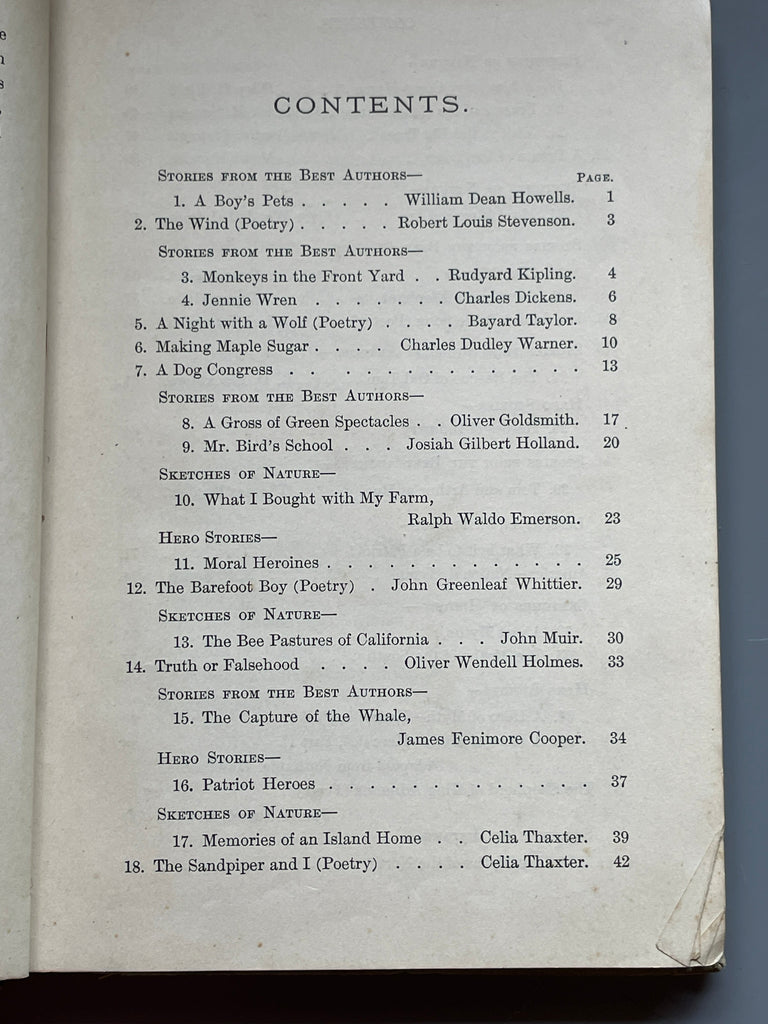 CONTENTS.
STORIES FROM THE BEST AUTHORS— PAGE.
1. A Boy's Pets . . . . . William Dean Howells. 1
2. The Wind (Poetry) . . . . . Robert Louis Stevenson. 3
STORIES FROM THE BEST AUTHORS—
3. Monkeys in the Front Yard . . Rudyard Kipling. 4
4. Jennie Wren . . . . . . . Charles Dickens. 6
5. A Night with a Wolf (Poetry) . . . . Bayard Taylor. 8
6. Making Maple Sugar . . . . Charles Dudley Warner. 10
7. A Dog Congress . . . . . . . . . . . . . . 13
STORIES FROM THE BEST AUTHORS—
8. A Gross of Green Spectacles . . Oliver Goldsmith. 17
9. Mr. Bird's School . . . Josiah Gilbert Holland. 20
SKETCHES OF NATURE—
10. What I Bought with My Farm,
Ralph Waldo Emerson. 23
HERO STORIES—
11. Moral Heroines . . . . . . . . . . . . . 25
12. The Barefoot Boy (Poetry) . John Greenleaf Whittier. 29
SKETCHES OF NATURE—
13. The Bee Pastures of California . . . John Muir. 30
14. Truth or Falsehood . . . . Oliver Wendell Holmes. 33
STORIES FROM THE BEST AUTHORS—
15. The Capture of the Whale,
James Fenimore Cooper. 34
HERO STORIES—
16. Patriot Heroes . . . . . . . . . . . . . 37
SKETCHES OF NATURE—
17. Memories of an Island Home . . Celia Thaxter. 39
18. The Sandpiper and I (Poetry) . . . . Celia Thaxter. 42